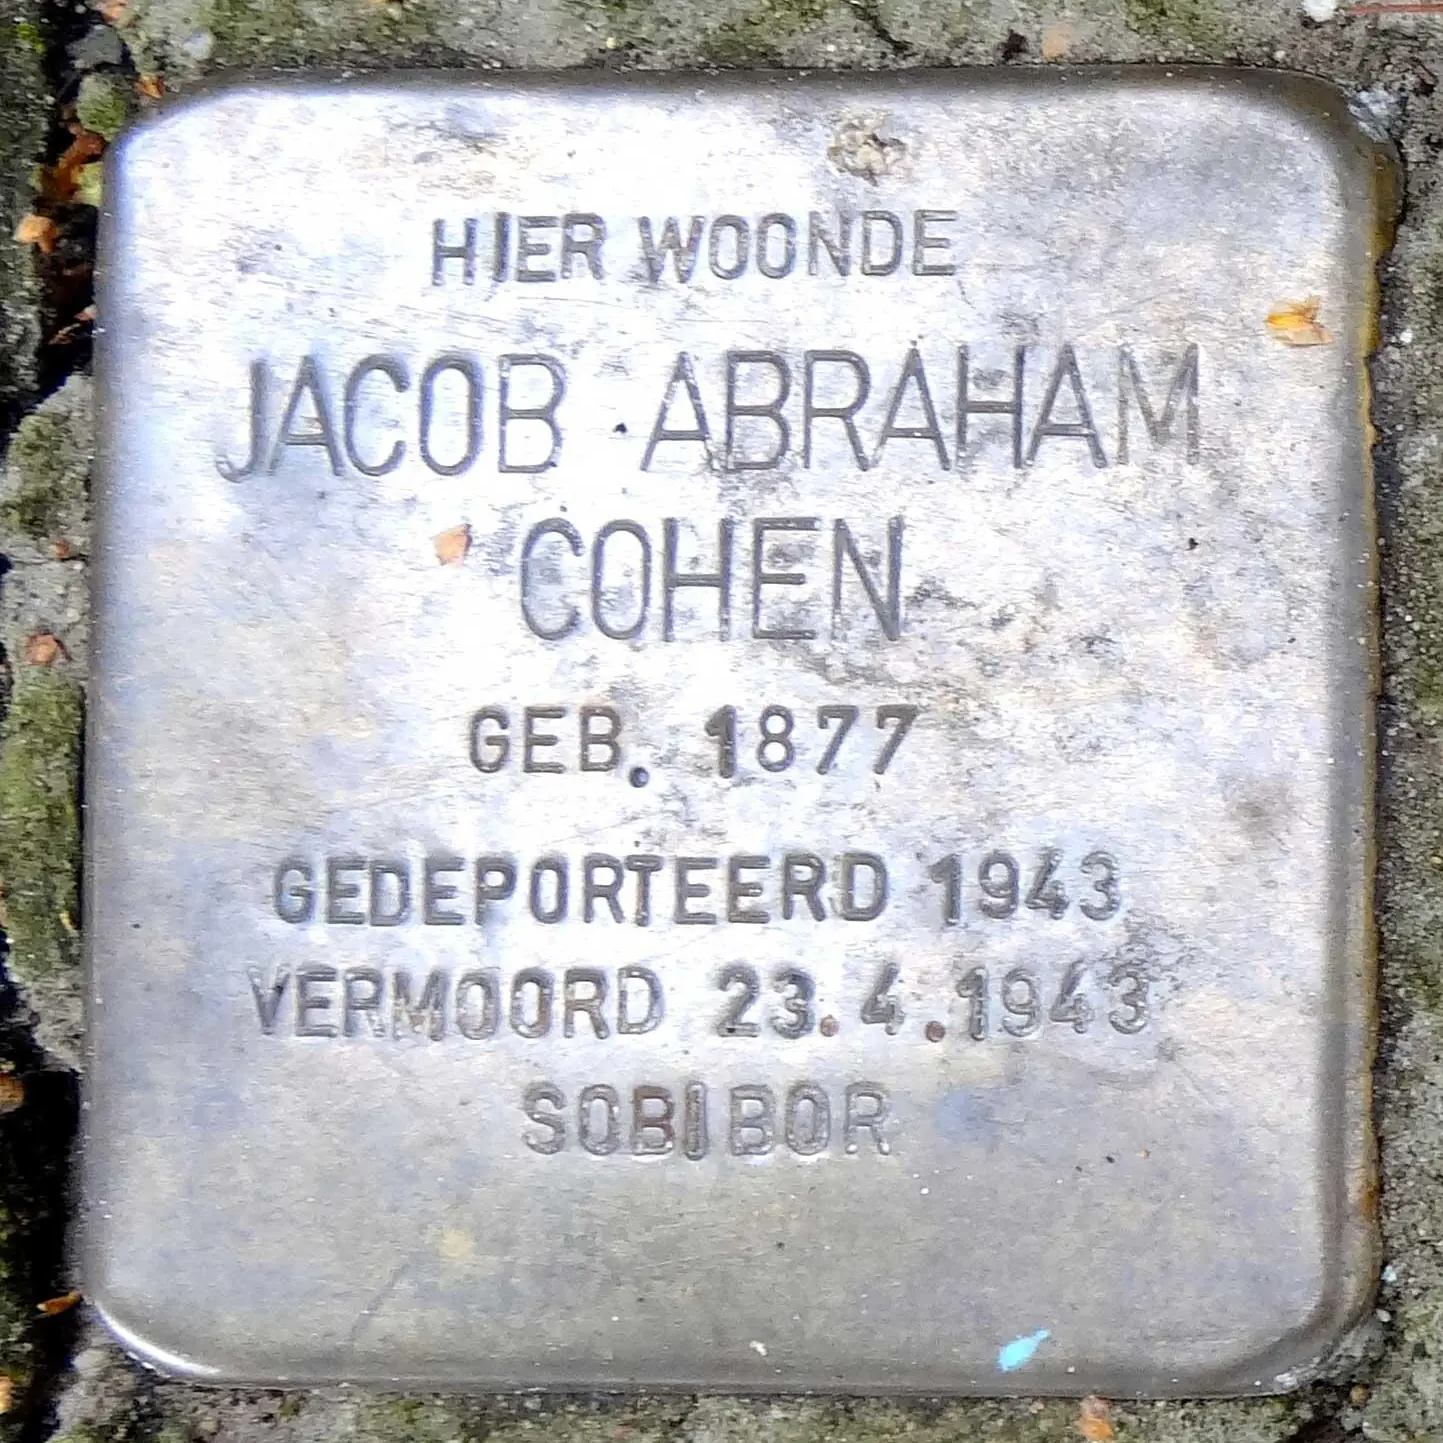 HIER WOONDE
JACOB ABRAHAM
COHEN
GEB. 1877
GEDEPORTEERD 1943
VERMOORD 23.4.1943
SOBIBOR